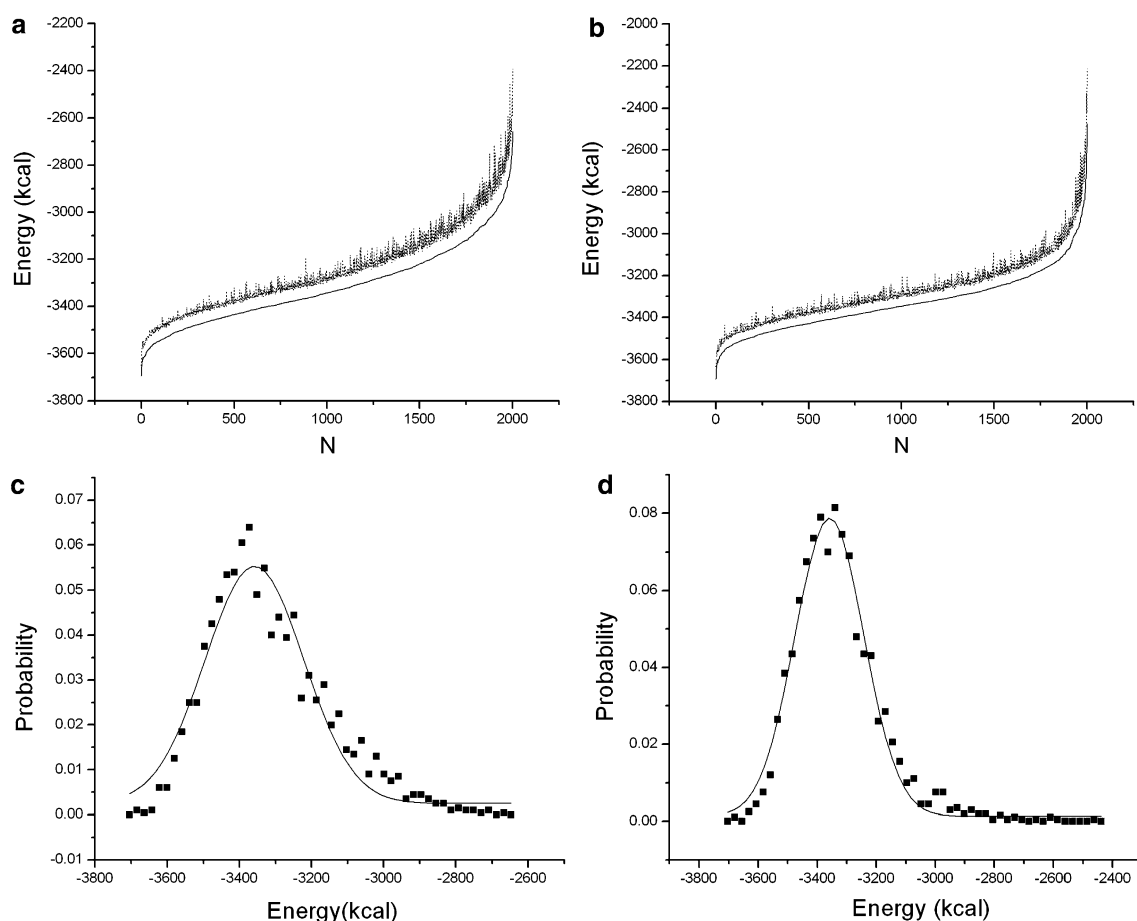 a
-2200
-2400
-2600
-2800
-3000
-3200
-3400
-3600
-3800
Energy (kcal)
0 500 1000 1500 2000
N
b
-2000
-2200
-2400
-2600
-2800
-3000
-3200
-3400
-3600
-3800
Energy (kcal)
0 500 1000 1500 2000
N
c
0.07
0.06
0.05
0.04
0.03
0.02
0.01
0.00
-0.01
Probability
-3800 -3600 -3400 -3200 -3000 -2800 -2600
Energy(kcal)
d
0.08
0.06
0.04
0.02
0.00
Probability
-3800 -3600 -3400 -3200 -3000 -2800 -2600 -2400
Energy (kcal)